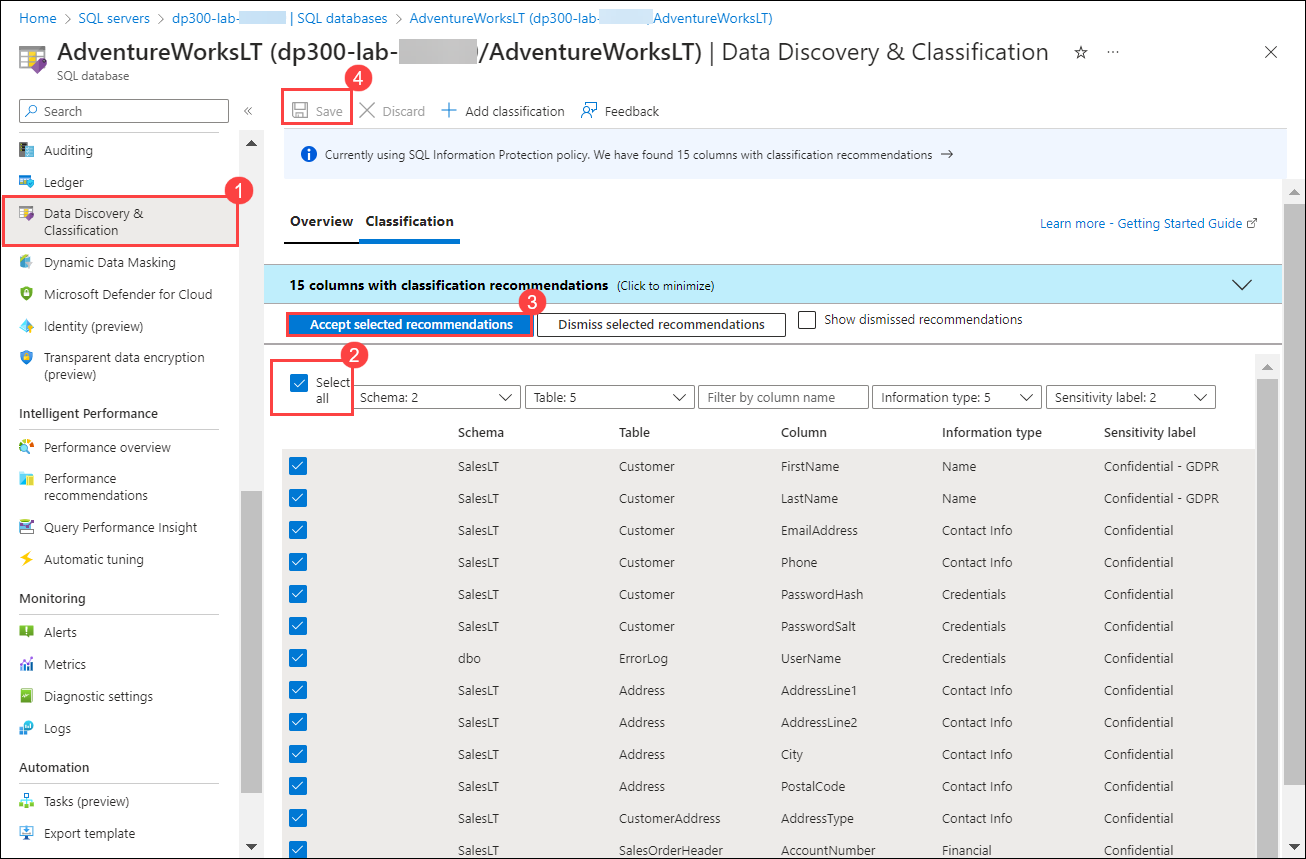 Home > SQL servers > dp300-lab- | SQL databases > AdventureWorksLT (dp300-lab- /AdventureWorksLT)
AdventureWorksLT (dp300-lab- /AdventureWorksLT) | Data Discovery & Classification
SQL database
Search
«
Auditing
Ledger
1
Data Discovery &
Classification
Dynamic Data Masking
Microsoft Defender for Cloud
Identity (preview)
Transparent data encryption
(preview)
Intelligent Performance
Performance overview
Performance
recommendations
Query Performance Insight
Automatic tuning
Monitoring
Alerts
Metrics
Diagnostic settings
Logs
Automation
Tasks (preview)
Export template
4
Save Discard Add classification Feedback
Currently using SQL Information Protection policy. We have found 15 columns with classification recommendations →
Overview Classification
Learn more - Getting Started Guide
15 columns with classification recommendations (Click to minimize)
3
Accept selected recommendations Dismiss selected recommendations Show dismissed recommendations
2
Select
all
Schema: 2 Table: 5 Filter by column name Information type: 5 Sensitivity label: 2
Schema Table Column Information type Sensitivity label
SalesLT Customer FirstName Name Confidential - GDPR
SalesLT Customer LastName Name Confidential - GDPR
SalesLT Customer EmailAddress Contact Info Confidential
SalesLT Customer Phone Contact Info Confidential
SalesLT Customer PasswordHash Credentials Confidential
SalesLT Customer PasswordSalt Credentials Confidential
dbo ErrorLog UserName Credentials Confidential
SalesLT Address AddressLine1 Contact Info Confidential
SalesLT Address AddressLine2 Contact Info Confidential
SalesLT Address City Contact Info Confidential
SalesLT Address PostalCode Contact Info Confidential
SalesLT CustomerAddress AddressType Contact Info Confidential
SalesLT SalesOrderHeader AccountNumber Financial Confidential